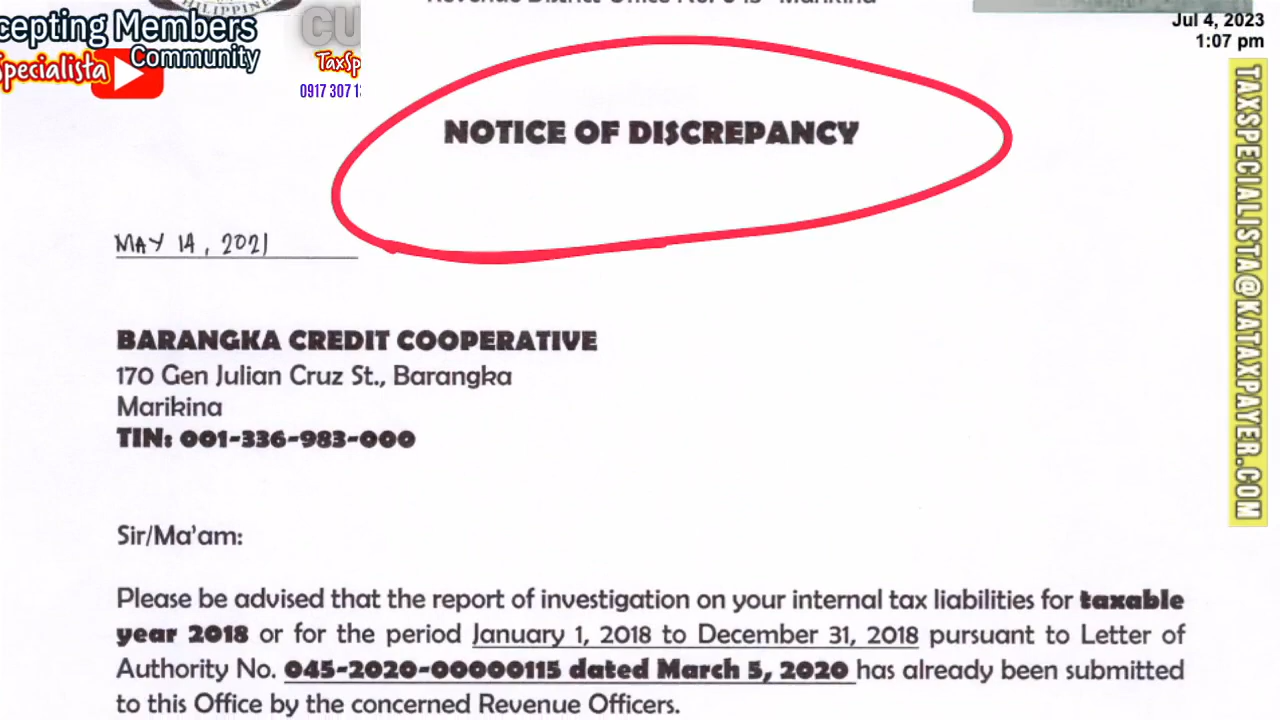 PHILIPPINE
cepting Members
Community
Specialista
CU
TaxSp
0917 307 1
Jul 4, 2023
1:07 pm
TAXSPECIALISTA@KATAXPAYER.COM
NOTICE OF DISCREPANCY
MAY 14, 2021
BARANGKA CREDIT COOPERATIVE
170 Gen Julian Cruz St., Barangka
Marikina
TIN: 001-336-983-000
Sir/Ma'am:
Please be advised that the report of investigation on your internal tax liabilities for taxable
year 2018 or for the period January 1, 2018 to December 31, 2018 pursuant to Letter of
Authority No. 045-2020-00000115 dated March 5, 2020 has already been submitted
to this Office by the concerned Revenue Officers.